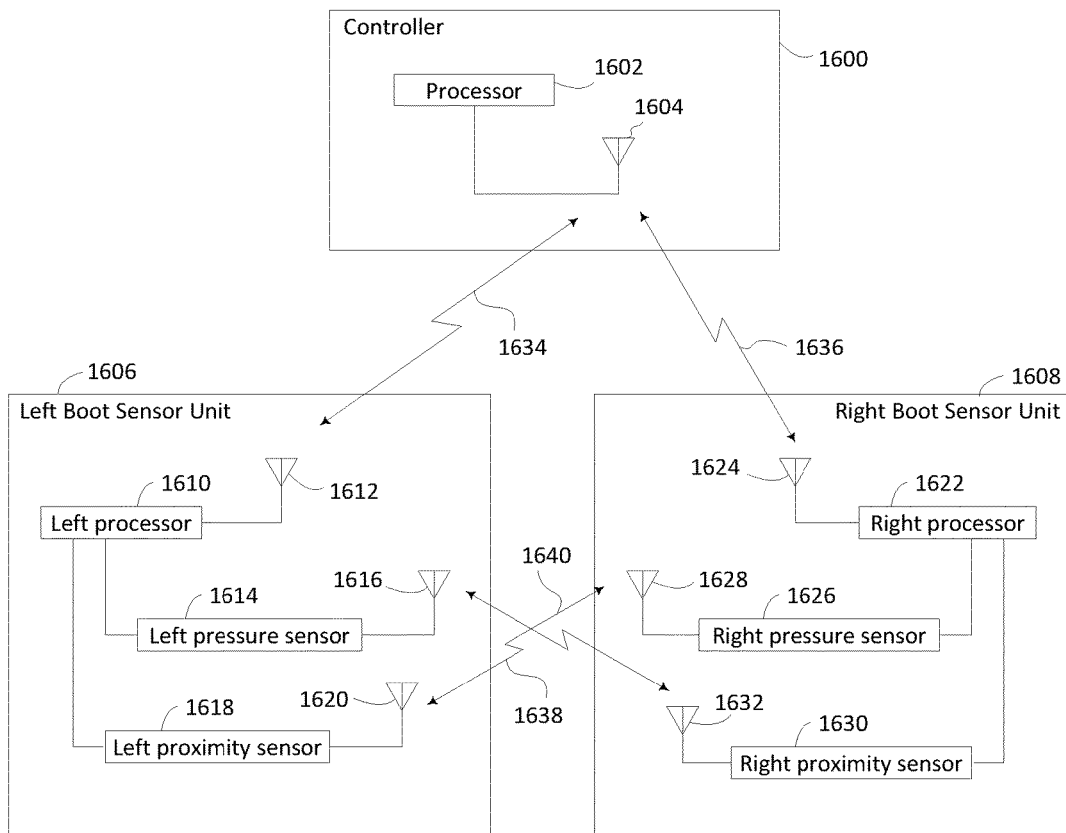 Controller
1600
1602
Processor
1604
1634
1636
1606
1608
Left Boot Sensor Unit
Right Boot Sensor Unit
1610
1612
1624
1622
Left processor
Right processor
1640
1614
1616
1628
1626
Left pressure sensor
Right pressure sensor
1618
1620
1638
1632
1630
Left proximity sensor
Right proximity sensor